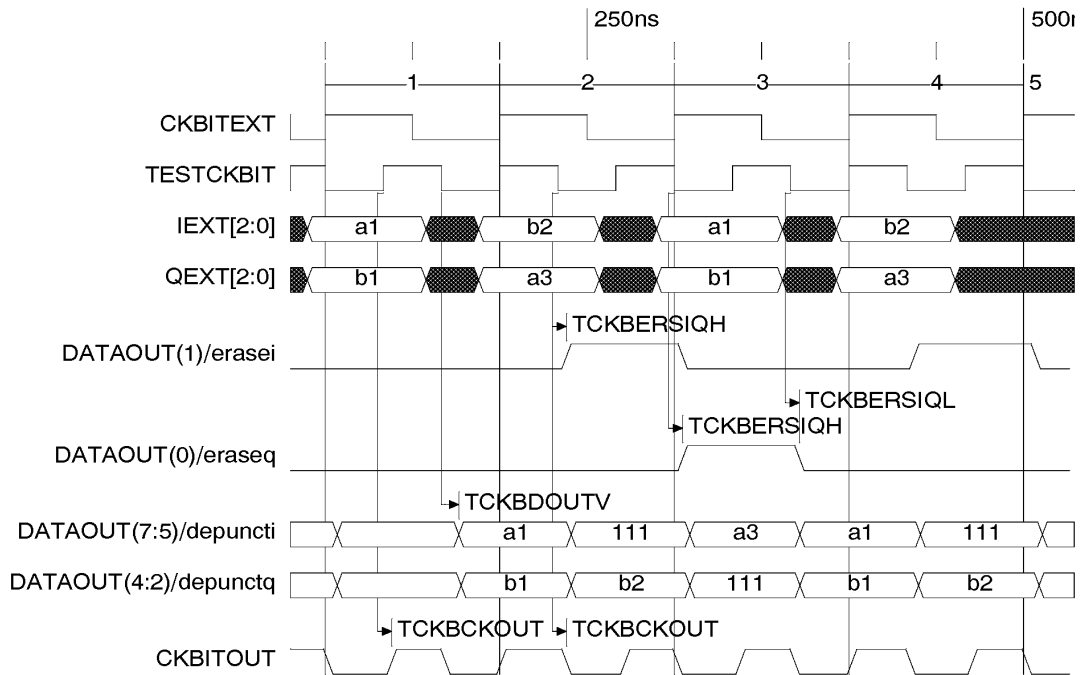 250ns 500n
1 2 3 4 5
CKBITEXT
TESTCKBIT
IEXT[2:0] a1 b2 a1 b2
QEXT[2:0] b1 a3 b1 a3
TCKBERSIQH
DATAOUT(1)/erasei
TCKBERSIQL
TCKBERSIQH
DATAOUT(0)/eraseq
TCKBDOUTV
DATAOUT(7:5)/depuncti a1 111 a3 a1 111
DATAOUT(4:2)/depunctq b1 b2 111 b1 b2
TCKBCKOUT TCKBCKOUT
CKBITOUT